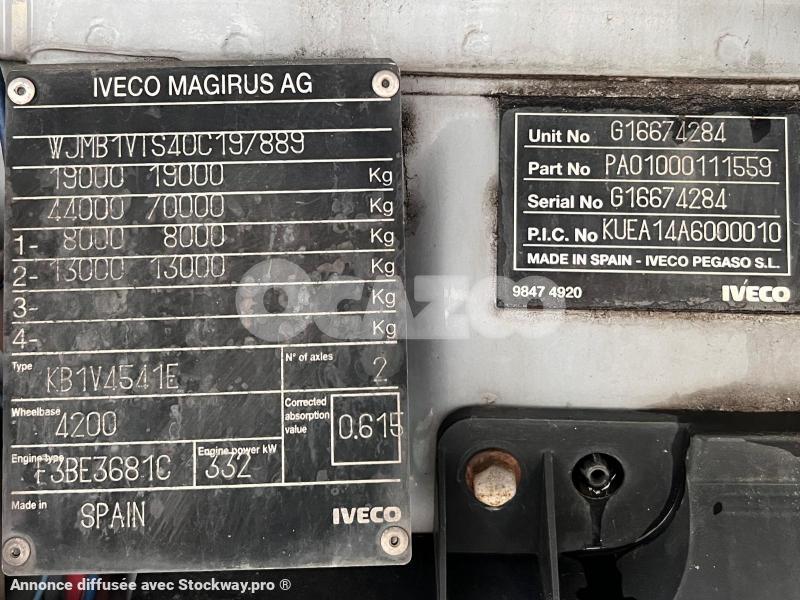 IVECO MAGIRUS AG
WJMB1VTS40C197889
19000 19000 Kg
44000 70000 Kg
1- 8000 8000 Kg
2- 13000 13000 Kg
3- Kg
4- Kg
Type KB1V4541E N° of axles 2
Wheelbase 4200 Corrected absorption value 0.615
Engine type F3BE3681C Engine power kW 332
Made in SPAIN IVECO
Unit No G16674284
Part No PA01000111559
Serial No G16674284
P.I.C. No KUEA14A6000010
MADE IN SPAIN - IVECO PEGASO S.L.
9847 4920 IVECO
OCAZOO
Annonce diffusée avec Stockway.pro ®